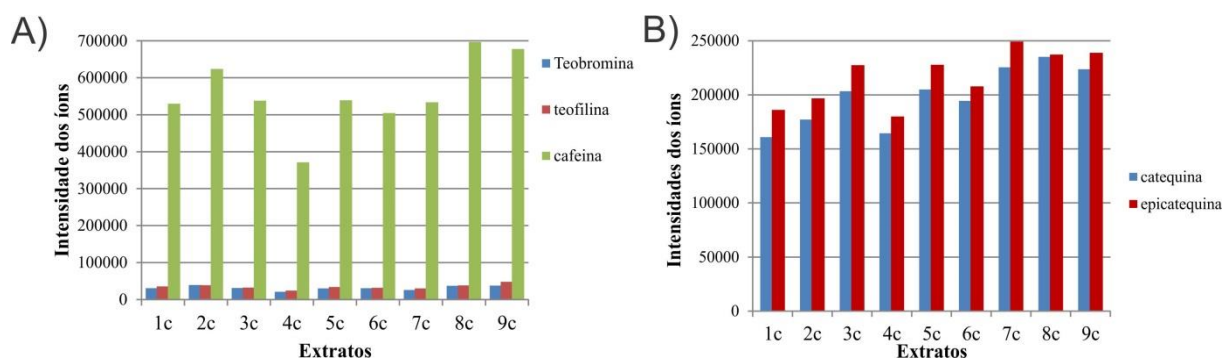 A)
Intensidade dos íons
700000
600000
500000
400000
300000
200000
100000
0
1c 2c 3c 4c 5c 6c 7c 8c 9c
Extratos
Teobromina
teofilina
cafeina
B)
Intensidades dos íons
250000
200000
150000
100000
50000
0
1c 2c 3c 4c 5c 6c 7c 8c 9c
Extratos
catequina
epicatequina